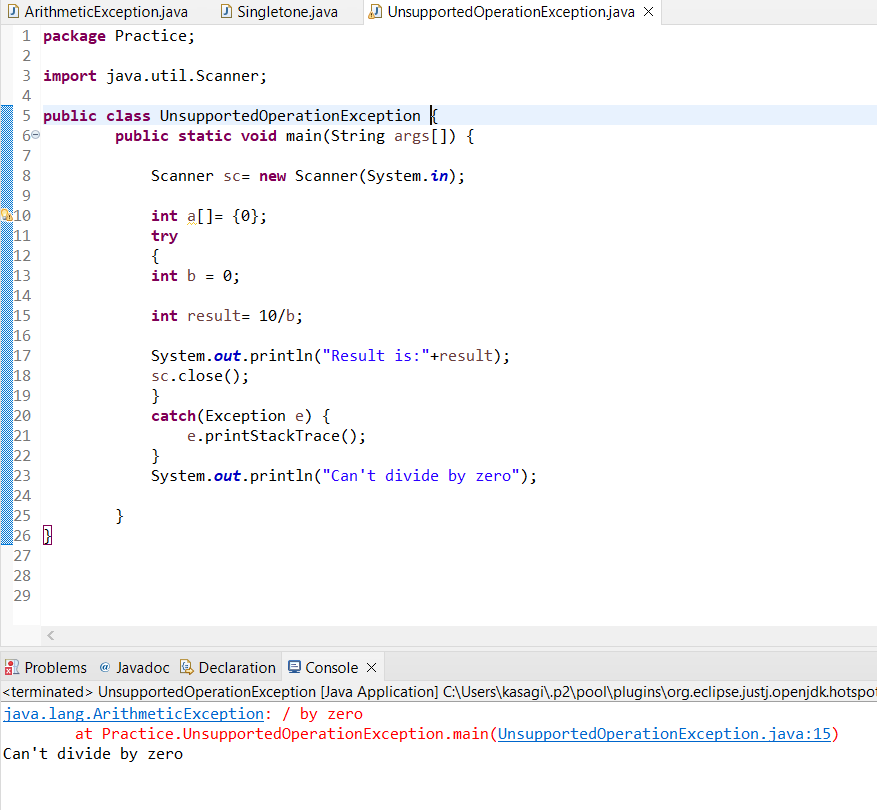 ArithmeticException.java Singletone.java UnsupportedOperationException.java
1 package Practice;
2
3 import java.util.Scanner;
4
5 public class UnsupportedOperationException {
6 public static void main(String args[]) {
7
8 Scanner sc= new Scanner(System.in);
9
10 int a[]= {0};
11 try
12 {
13 int b = 0;
14
15 int result= 10/b;
16
17 System.out.println("Result is:"+result);
18 sc.close();
19 }
20 catch(Exception e) {
21 e.printStackTrace();
22 }
23 System.out.println("Can't divide by zero");
24
25 }
26 }
27
28
29
Problems @ Javadoc Declaration Console
<terminated> UnsupportedOperationException [Java Application] C:\Users\kasagi\.p2\pool\plugins\org.eclipse.justj.openjdk.hotspot
java.lang.ArithmeticException: / by zero
at Practice.UnsupportedOperationException.main(UnsupportedOperationException.java:15)
Can't divide by zero